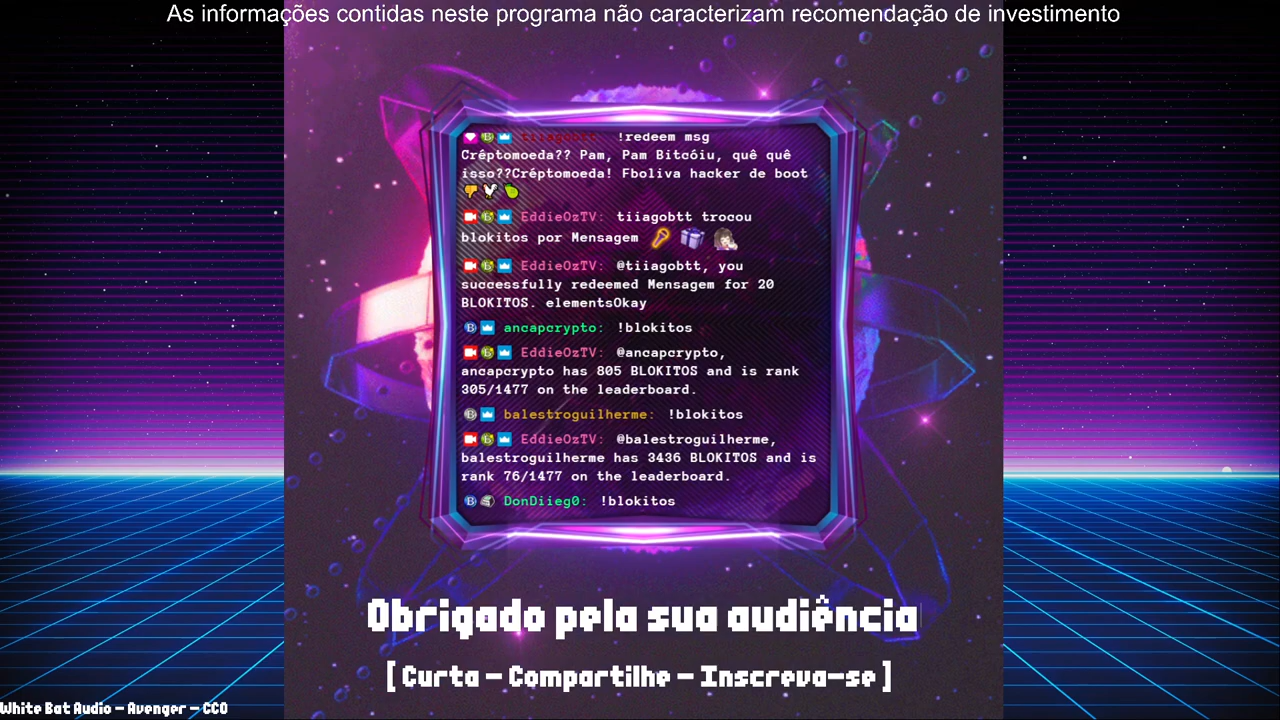 As informações contidas neste programa não caracterizam recomendação de investimento
tiiagobtt: !redeem msg
Créptomoeda?? Pam, Pam Bitcóiu, quê quê
isso??Créptomoeda! Fboliva hacker de boot
EddieOzTV: tiiagobtt trocou
blokitos por Mensagem
EddieOzTV: @tiiagobtt, you
successfully redeemed Mensagem for 20
BLOKITOS. elementsOkay
ancapcrypto: !blokitos
EddieOzTV: @ancapcrypto,
ancapcrypto has 805 BLOKITOS and is rank
305/1477 on the leaderboard.
balestroguilherme: !blokitos
EddieOzTV: @balestroguilherme,
balestroguilherme has 3436 BLOKITOS and is
rank 76/1477 on the leaderboard.
DonDiieg0: !blokitos
Obrigado pela sua audiência
[ Curta - Compartilhe - Inscreva-se ]
White Bat Audio - Avenger - CC0